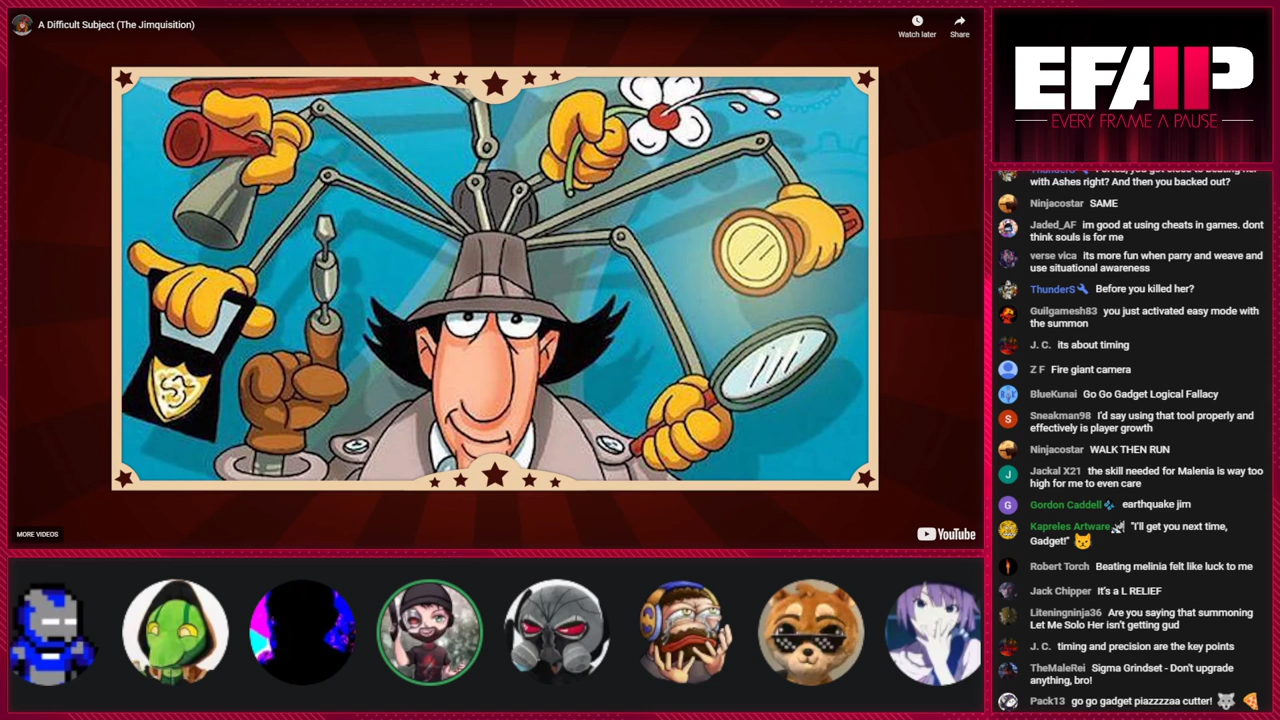 A Difficult Subject (The Jimquisition)
Watch later
Share
MORE VIDEOS
YouTube
EFAP
EVERY FRAME A PAUSE
with Ashes right? And then you backed out?
Ninjacostar SAME
Jaded_AF im good at using cheats in games. dont
think souls is for me
verse vica its more fun when parry and weave and
use situational awareness
ThunderS Before you killed her?
Guilgamesh83 you just activated easy mode with
the summon
J. C. its about timing
Z F Fire giant camera
BlueKunai Go Go Gadget Logical Fallacy
S
Sneakman98 I'd say using that tool properly and
effectively is player growth
Ninjacostar WALK THEN RUN
J
Jackal X21 the skill needed for Malenia is way too
high for me to even care
G
Gordon Caddell earthquake jim
Kapreles Artware "I'll get you next time,
Gadget!"
Robert Torch Beating melinia felt like luck to me
Jack Chipper It's a L RELIEF
Liteningninja36 Are you saying that summoning
Let Me Solo Her isn't getting gud
J. C. timing and precision are the key points
TheMaleRei Sigma Grindset - Don't upgrade
anything, bro!
Pack13 go go gadget piazzzzaa cutter!